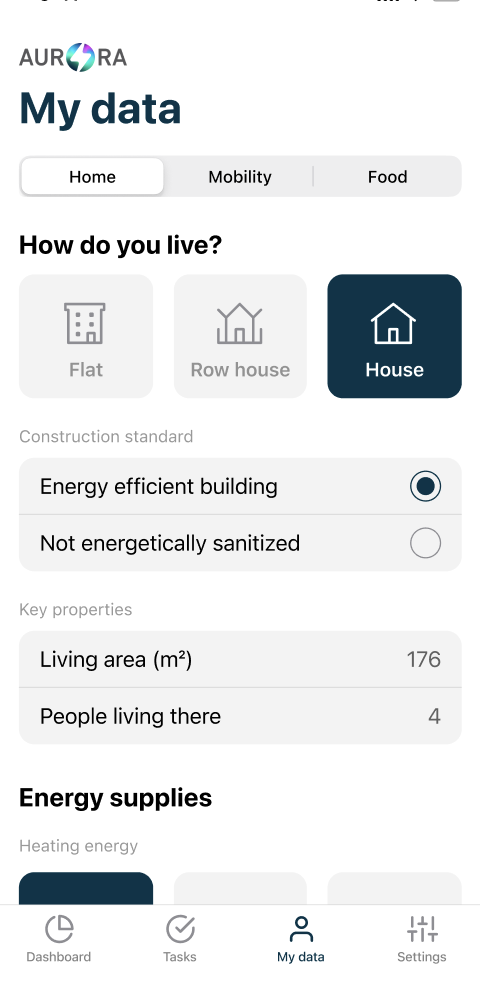 AURORA
My data
Home Mobility Food
How do you live?
Flat Row house House
Construction standard
Energy efficient building
Not energetically sanitized
Key properties
Living area (m²) 176
People living there 4
Energy supplies
Heating energy
Dashboard Tasks My data Settings